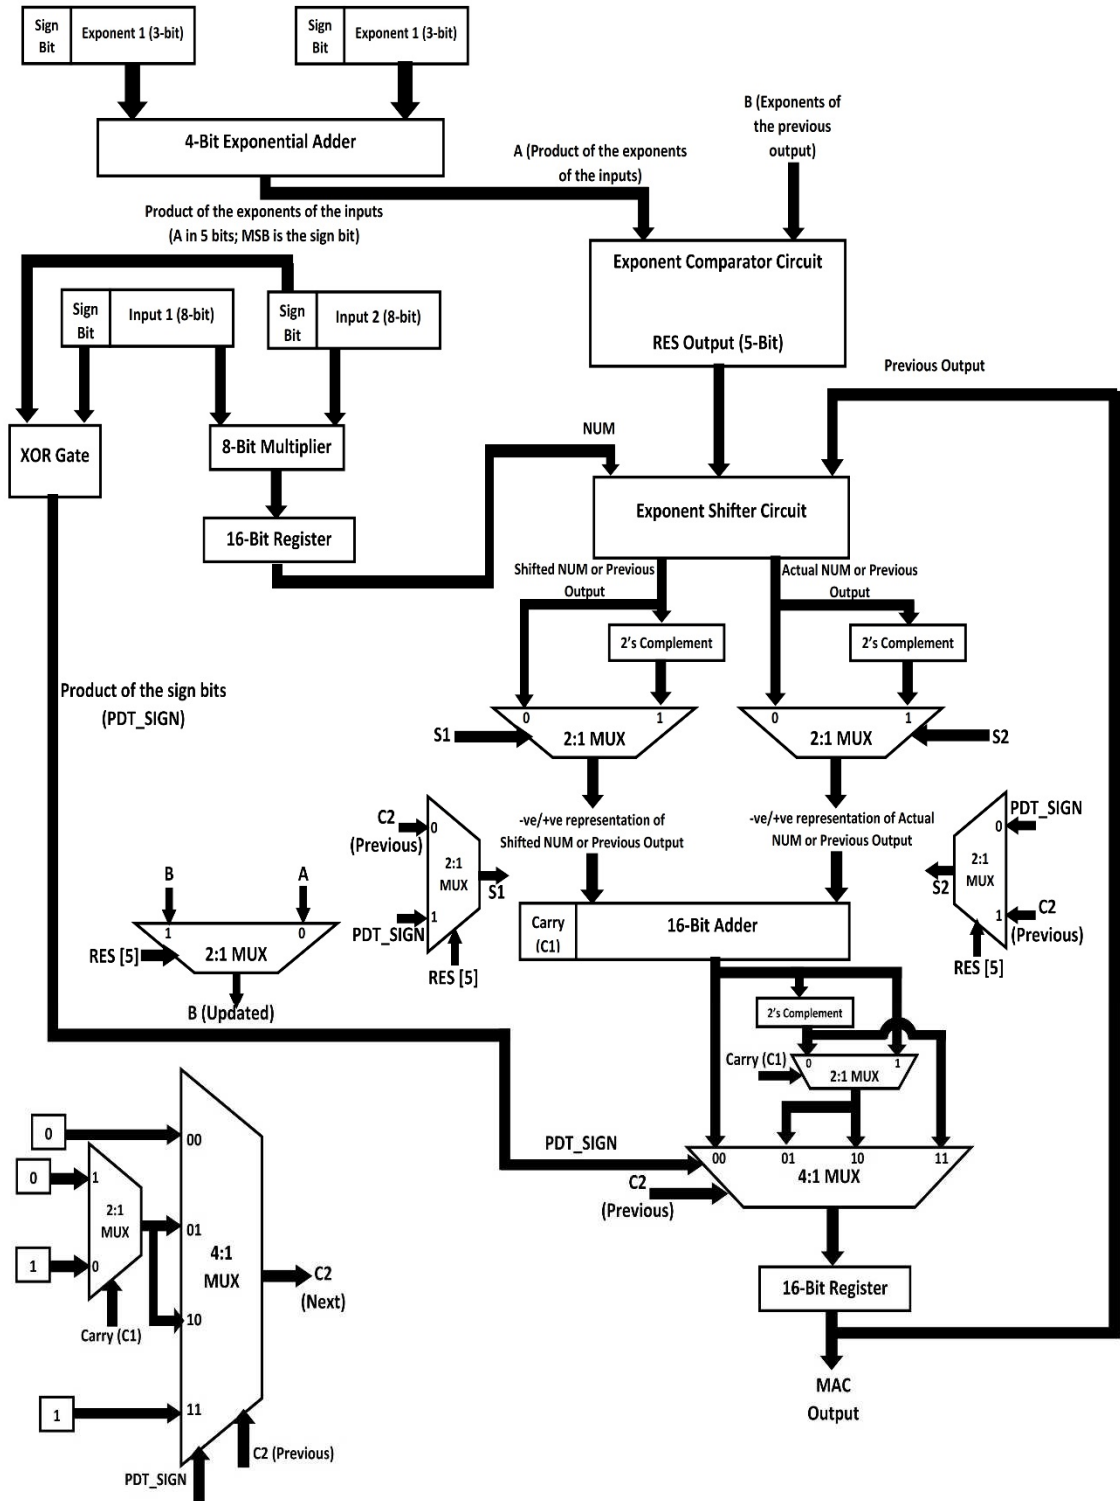 Sign
Bit
Exponent 1 (3-bit)
Sign
Bit
Exponent 1 (3-bit)
4-Bit Exponential Adder
B (Exponents of
the previous
output)
A (Product of the exponents
of the inputs)
Product of the exponents of the inputs
(A in 5 bits; MSB is the sign bit)
Exponent Comparator Circuit
RES Output (5-Bit)
Sign
Bit
Input 1 (8-bit)
Sign
Bit
Input 2 (8-bit)
Previous Output
XOR Gate
8-Bit Multiplier
NUM
16-Bit Register
Exponent Shifter Circuit
Shifted NUM or Previous
Output
Actual NUM or Previous
Output
2's Complement
2's Complement
Product of the sign bits
(PDT_SIGN)
0
1
2:1 MUX
S1
0
1
2:1 MUX
S2
-ve/+ve representation of
Shifted NUM or Previous Output
-ve/+ve representation of Actual
NUM or Previous Output
C2
(Previous)
0
2:1
MUX
S1
1
PDT_SIGN
RES [5]
PDT_SIGN
0
2:1
MUX
S2
1
C2
(Previous)
RES [5]
B
A
1
0
2:1 MUX
RES [5]
B (Updated)
Carry
(C1)
16-Bit Adder
2's Complement
Carry (C1)
0
1
2:1 MUX
PDT_SIGN
C2
(Previous)
00
01
10
11
4:1 MUX
16-Bit Register
MAC
Output
0
00
0
1
2:1
MUX
01
1
0
4:1
MUX
C2
(Next)
10
Carry (C1)
1
11
C2 (Previous)
PDT_SIGN